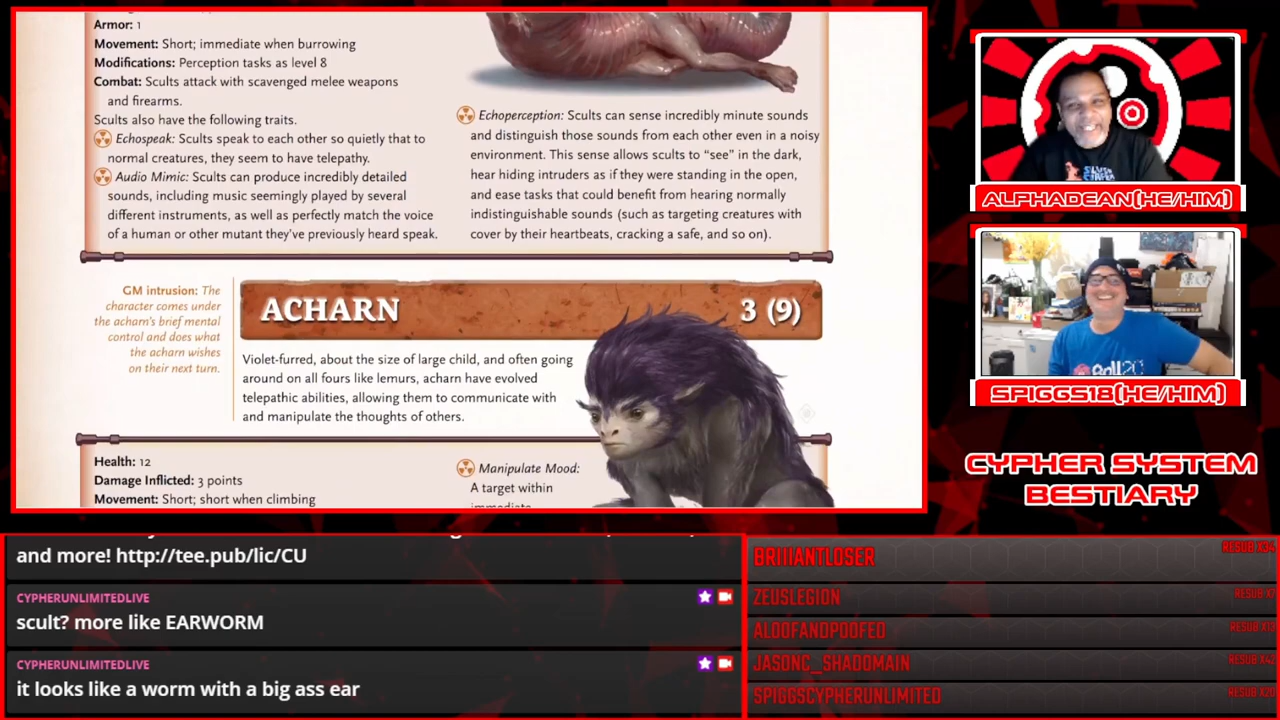 Armor: 1
Movement: Short; immediate when burrowing
Modifications: Perception tasks as level 8
Combat: Scults attack with scavenged melee weapons
and firearms.
Scults also have the following traits.
Echospeak: Scults speak to each other so quietly that to
normal creatures, they seem to have telepathy.
Audio Mimic: Scults can produce incredibly detailed
sounds, including music seemingly played by several
different instruments, as well as perfectly match the voice
of a human or other mutant they've previously heard speak.
Echoperception: Scults can sense incredibly minute sounds
and distinguish those sounds from each other even in a noisy
environment. This sense allows scults to “see” in the dark,
hear hiding intruders as if they were standing in the open,
and ease tasks that could benefit from hearing normally
indistinguishable sounds (such as targeting creatures with
cover by their heartbeats, cracking a safe, and so on).
GM intrusion: The
character comes under
the acham's brief mental
control and does what
the acharn wishes
on their next turn.
ACHARN 3 (9)
Violet-furred, about the size of large child, and often going
around on all fours like lemurs, acharn have evolved
telepathic abilities, allowing them to communicate with
and manipulate the thoughts of others.
Health: 12
Damage Inflicted: 3 points
Movement: Short; short when climbing
Manipulate Mood:
A target within
immediate
ALPHADEAN(HE/HIM)
SPIGGS18(HE/HIM)
CYPHER SYSTEM
BESTIARY
and more! http://tee.pub/lic/CU
CYPHERUNLIMITEDLIVE
scult? more like EARWORM
CYPHERUNLIMITEDLIVE
it looks like a worm with a big ass ear
BRIIIANTLOSER RESUB X34
ZEUSLEGION RESUB X7
ALOOFANDPOOFED
JASONC_SHADOMAIN RESUB X42
SPIGGSCYPHERUNLIMITED RESUB X20